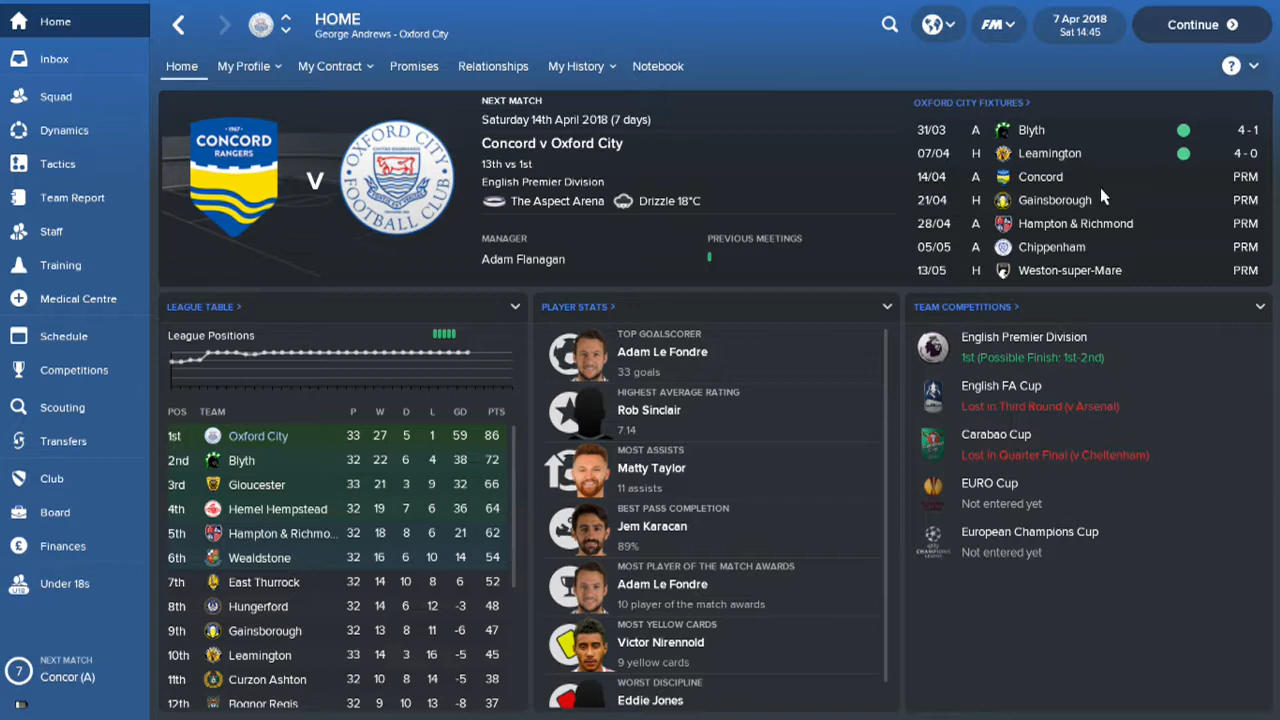 Home
Inbox
Squad
Dynamics
Tactics
Team Report
Staff
Training
Medical Centre
Schedule
Competitions
Scouting
Transfers
Club
Board
Finances
Under 18s
U18
7
NEXT MATCH
Concor (A)
HOME
George Andrews - Oxford City
FM
7 Apr 2018
Sat 14:45
Continue
Home My Profile My Contract Promises Relationships My History Notebook
?
1967
CONCORD
RANGERS
V
OXFORD CITY
FOOTBALL CLUB
NEXT MATCH
Saturday 14th April 2018 (7 days)
Concord v Oxford City
13th vs 1st
English Premier Division
The Aspect Arena Drizzle 18°C
MANAGER
Adam Flanagan
PREVIOUS MEETINGS
OXFORD CITY FIXTURES >
31/03 A Blyth 4 - 1
07/04 H Leamington 4 - 0
14/04 A Concord PRM
21/04 H Gainsborough PRM
28/04 A Hampton & Richmond PRM
05/05 A Chippenham PRM
13/05 H Weston-super-Mare PRM
LEAGUE TABLE >
League Positions
POS TEAM P W D L GD PTS
1st Oxford City 33 27 5 1 59 86
2nd Blyth 32 22 6 4 38 72
3rd Gloucester 33 21 3 9 32 66
4th Hemel Hempstead 32 19 7 6 36 64
5th Hampton & Richmo... 32 18 8 6 21 62
6th Wealdstone 32 16 6 10 14 54
7th East Thurrock 32 14 10 8 6 52
8th Hungerford 32 14 6 12 -3 48
9th Gainsborough 32 13 8 11 -6 47
10th Leamington 33 14 3 16 -5 45
11th Curzon Ashton 32 10 8 14 -5 38
12th Bognor Regis 32 9 10 13 -8 37
PLAYER STATS >
TOP GOALSCORER
Adam Le Fondre
33 goals
HIGHEST AVERAGE RATING
Rob Sinclair
7.14
MOST ASSISTS
Matty Taylor
11 assists
BEST PASS COMPLETION
Jem Karacan
89%
MOST PLAYER OF THE MATCH AWARDS
Adam Le Fondre
10 player of the match awards
MOST YELLOW CARDS
Victor Nirennold
9 yellow cards
WORST DISCIPLINE
Eddie Jones
TEAM COMPETITIONS >
English Premier Division
1st (Possible Finish: 1st-2nd)
English FA Cup
Lost in Third Round (v Arsenal)
Carabao Cup
Lost in Quarter Final (v Cheltenham)
EURO Cup
Not entered yet
European Champions Cup
Not entered yet